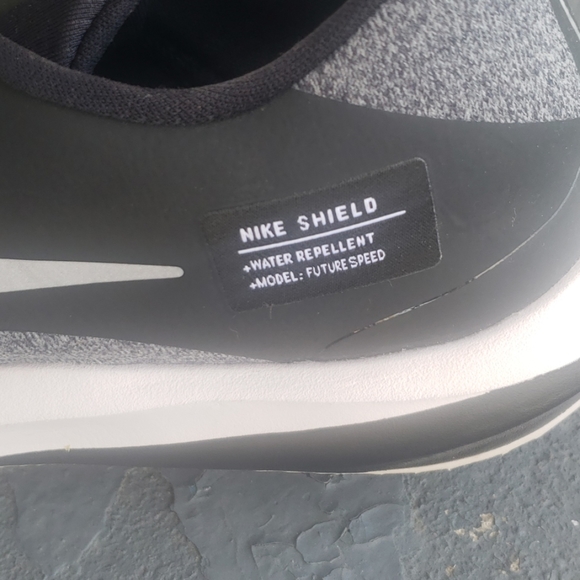 NIKE SHIELD
+WATER REPELLENT
+MODEL: FUTURE SPEED